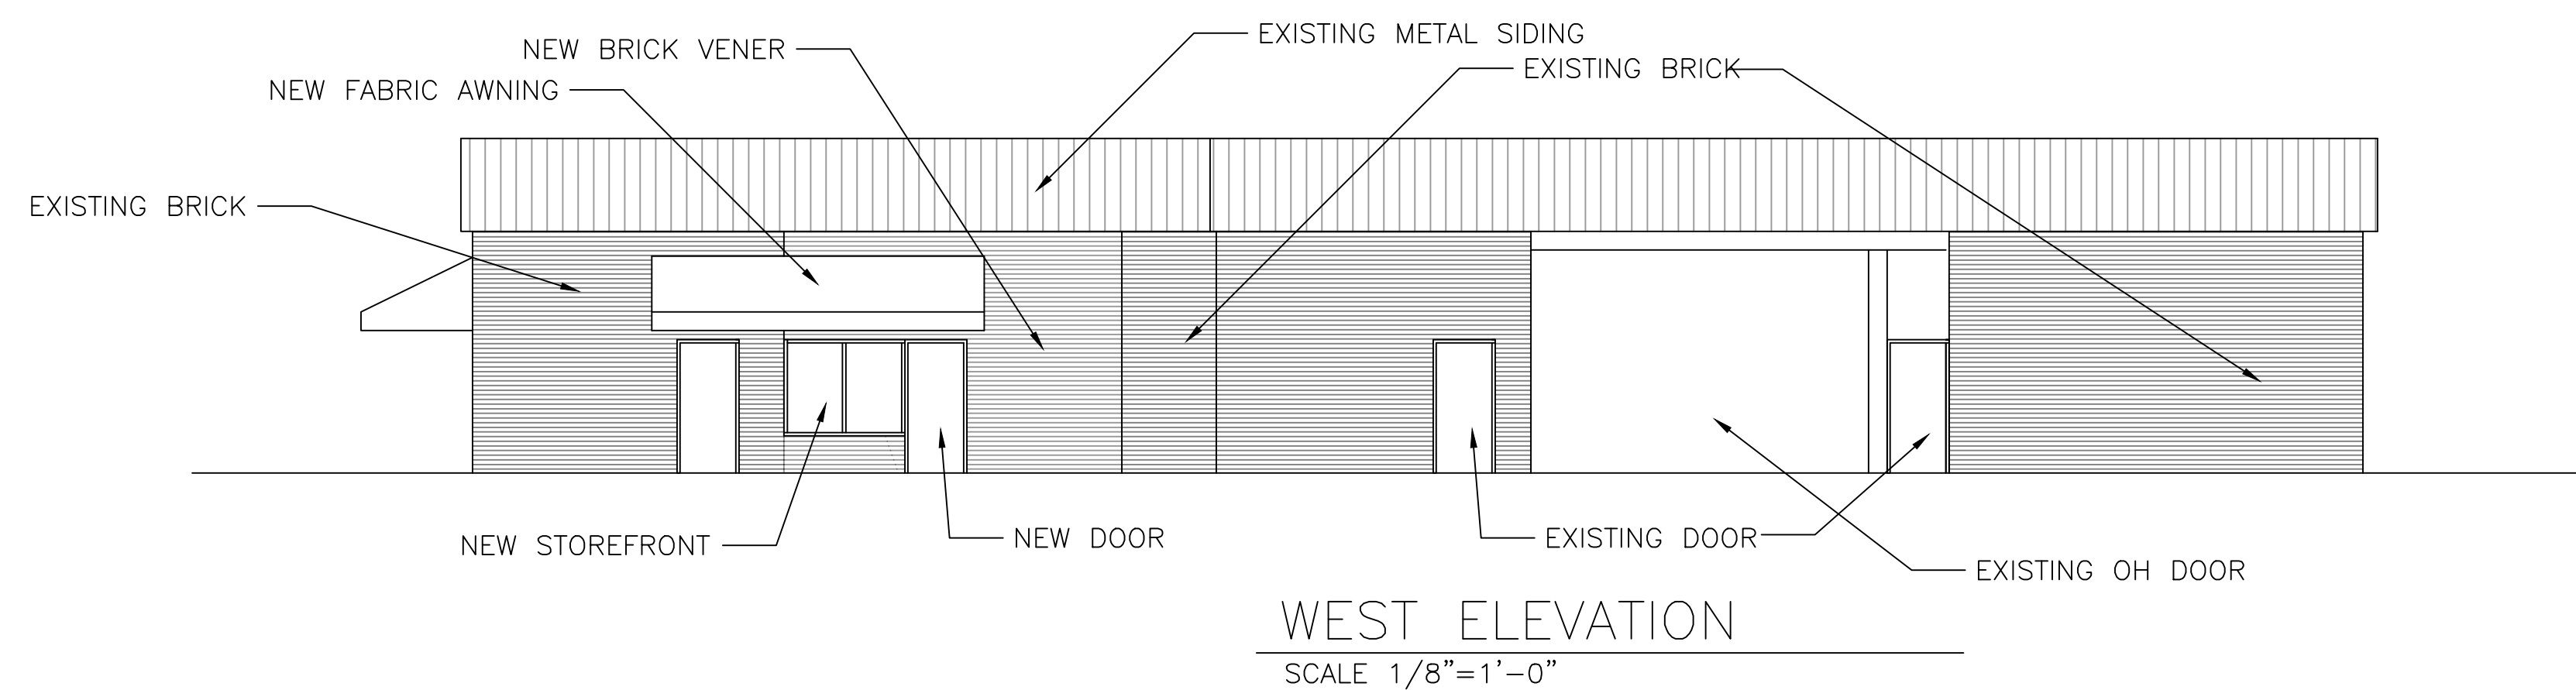 EXISTING METAL SIDING
NEW BRICK VENER
EXISTING BRICK
NEW FABRIC AWNING
EXISTING BRICK
NEW STOREFRONT
NEW DOOR
EXISTING DOOR
EXISTING OH DOOR
WEST ELEVATION
SCALE 1/8"=1'-0"